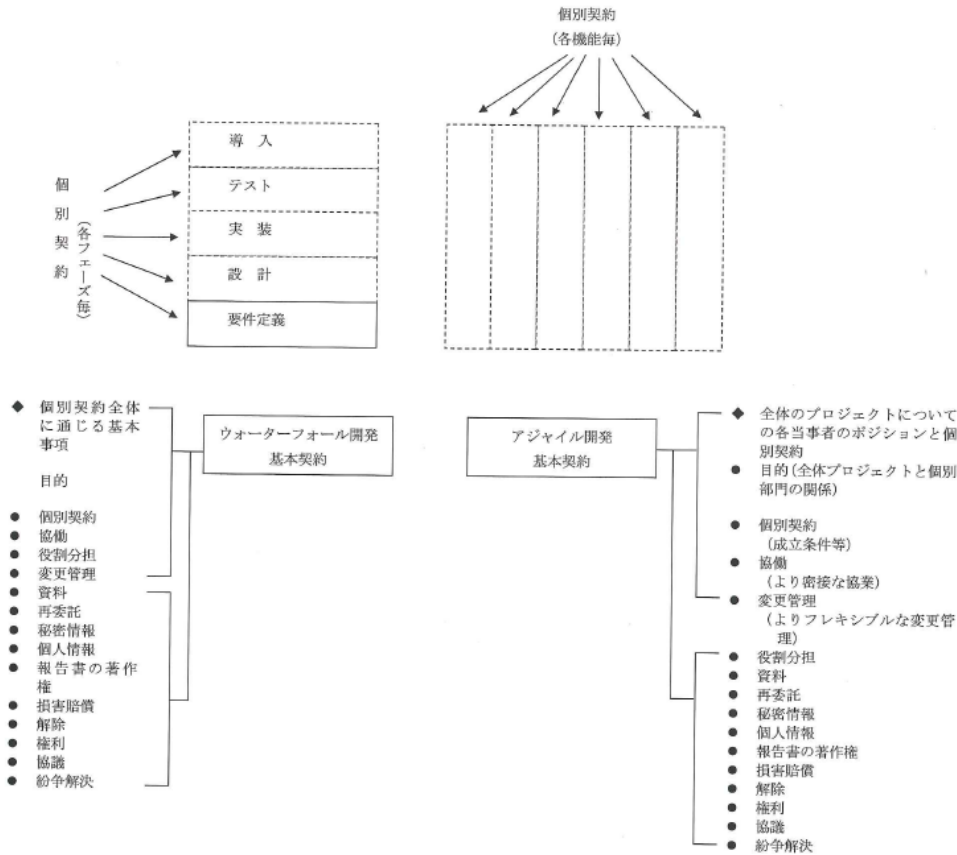 個別契約
(各機能毎)
個別契約
(各フェーズ毎)
導　入
テスト
実　装
設　計
要件定義
◆ 個別契約全体
に通じる基本
事項
目的
● 個別契約
● 協働
● 役割分担
● 変更管理
● 資料
● 再委託
● 秘密情報
● 個人情報
● 報告書の著作
権
● 損害賠償
● 解除
● 権利
● 協議
● 紛争解決
ウォーターフォール開発
基本契約
アジャイル開発
基本契約
◆ 全体のプロジェクトについて
の各当事者のポジションと個
別契約
● 目的(全体プロジェクトと個別
部門の関係)
● 個別契約
(成立条件等)
● 協働
(より密接な協業)
● 変更管理
(よりフレキシブルな変更管
理)
● 役割分担
● 資料
● 再委託
● 秘密情報
● 個人情報
● 報告書の著作権
● 損害賠償
● 解除
● 権利
● 協議
● 紛争解決